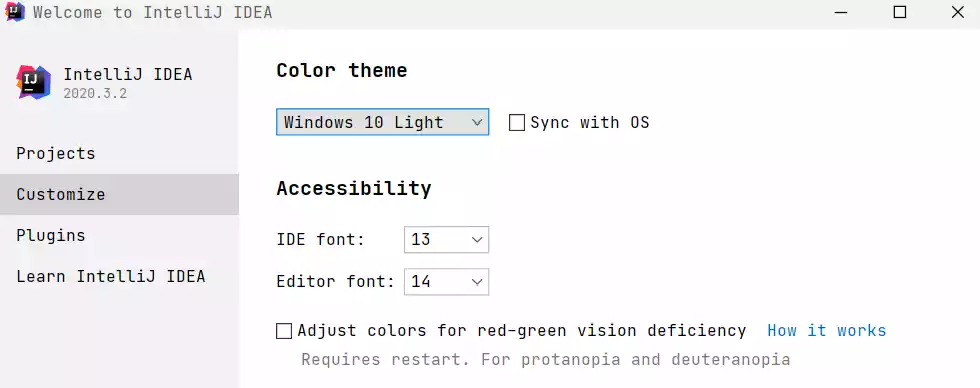 Welcome to IntelliJ IDEA
IntelliJ IDEA
2020.3.2
Projects
Customize
Plugins
Learn IntelliJ IDEA
Color theme
Windows 10 Light
Sync with OS
Accessibility
IDE font: 13
Editor font: 14
Adjust colors for red-green vision deficiency How it works
Requires restart. For protanopia and deuteranopia